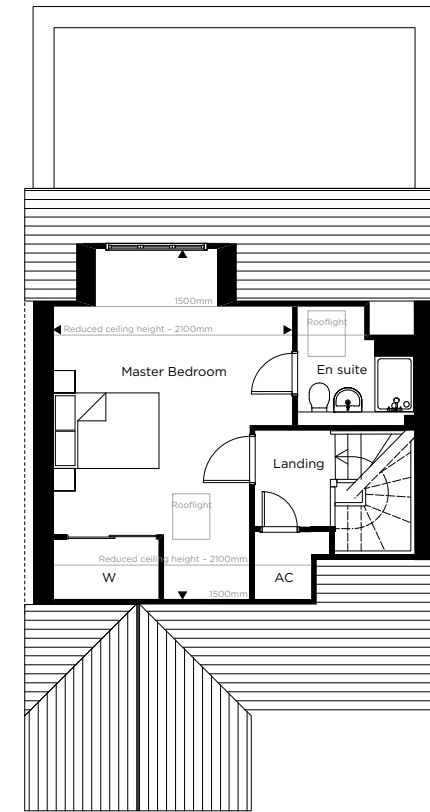 1500mm
Reduced ceiling height – 2100mm
Rooflight
Master Bedroom
En suite
Landing
Rooflight
Reduced ceiling height – 2100mm
W
AC
1500mm